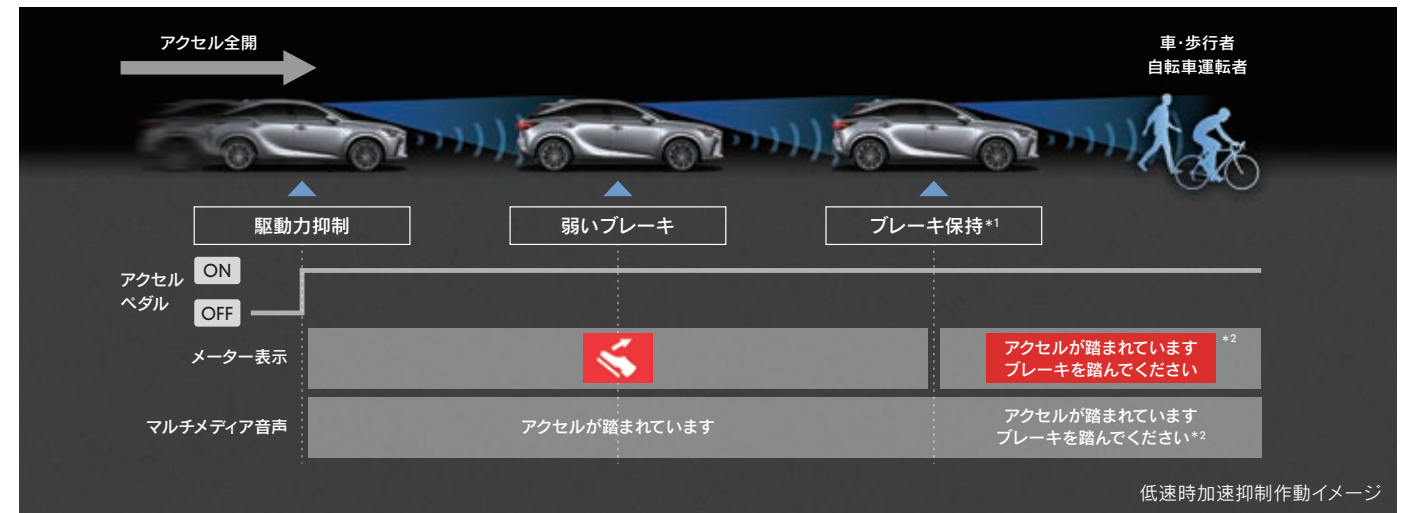 アクセル全開
車・歩行者
自転車運転者
駆動力抑制
弱いブレーキ
ブレーキ保持*1
アクセル
ペダル
ON
OFF
メーター表示
アクセルが踏まれています
ブレーキを踏んでください
*2
マルチメディア音声
アクセルが踏まれています
アクセルが踏まれています
ブレーキを踏んでください*2
低速時加速抑制作動イメージ